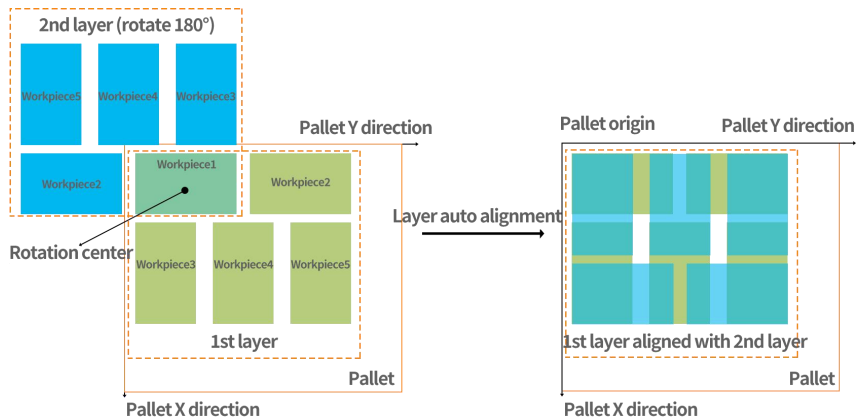 2nd layer (rotate 180°)
Workpiece5
Workpiece4
Workpiece3
Pallet Y direction
Workpiece2
Workpiece1
Workpiece2
Rotation center
Workpiece3
Workpiece4
Workpiece5
1st layer
Pallet
Pallet X direction
Layer auto alignment
Pallet origin
Pallet Y direction
1st layer aligned with 2nd layer
Pallet
Pallet X direction